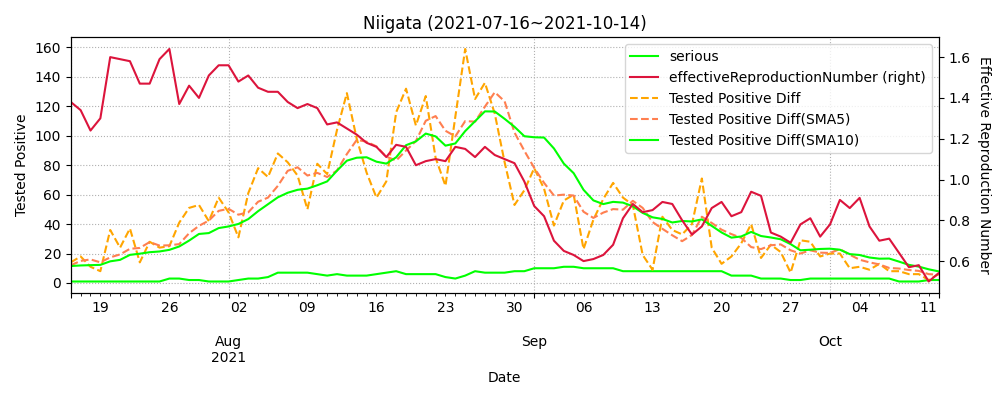 Niigata (2021-07-16~2021-10-14)
160
140
120
100
80
60
40
20
0
Tested Positive
1.6
1.4
1.2
1.0
0.8
0.6
Effective Reproduction Number
serious
effectiveReproductionNumber (right)
Tested Positive Diff
Tested Positive Diff(SMA5)
Tested Positive Diff(SMA10)
19 26 02 09 16 23 30 06 13 20 27 04 11
Aug Sep Oct
2021
Date